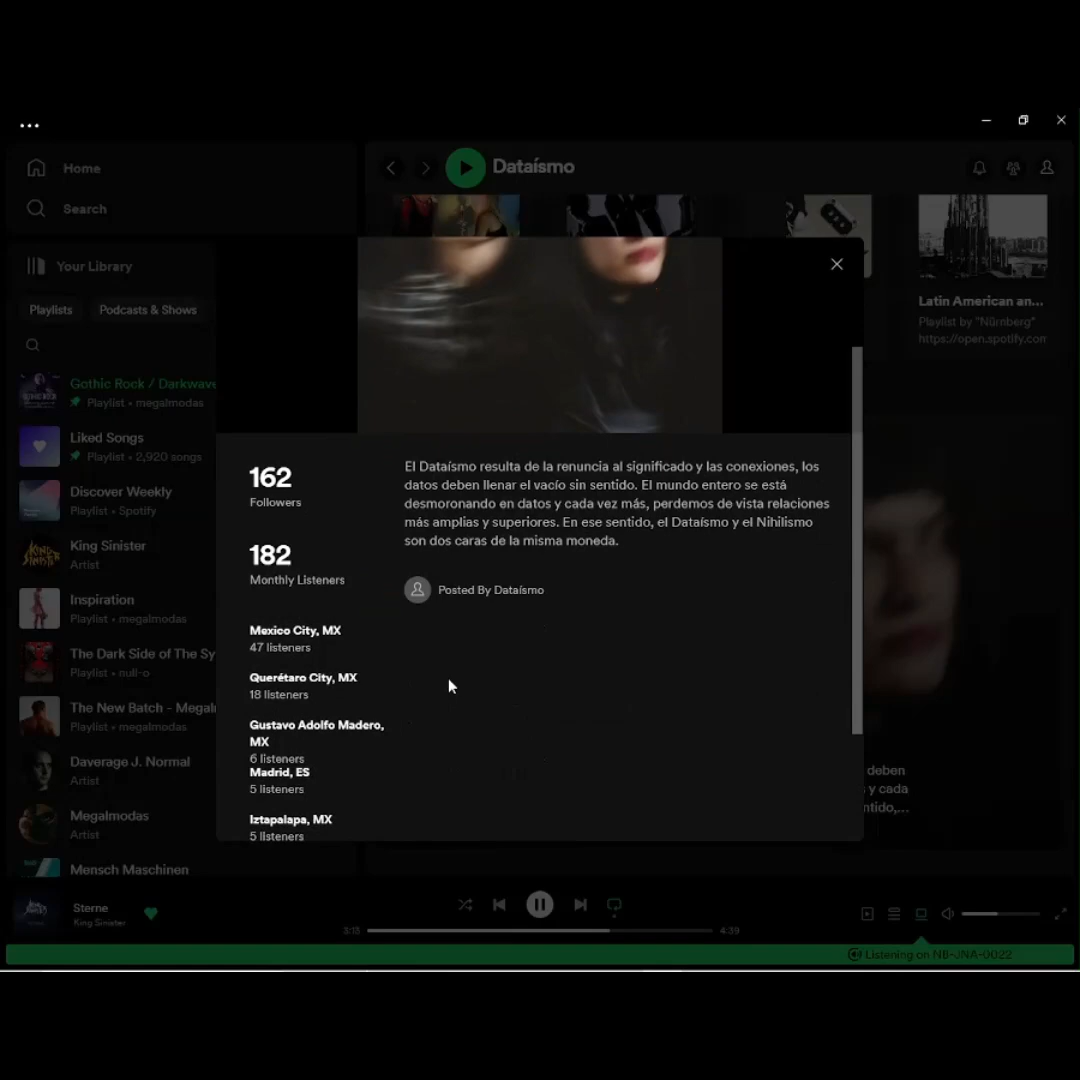 Home
Search
Your Library
Playlists
Podcasts & Shows
Gothic Rock / Darkwave
Playlist • megalmodas
Liked Songs
Playlist • 2,920 songs
Discover Weekly
Playlist • Spotify
King Sinister
Artist
Inspiration
Playlist • megalmodas
The Dark Side of The Sy
Playlist • null-o
The New Batch - Megal
Playlist • megalmodas
Daverage J. Normal
Artist
Megalmodas
Artist
Mensch Maschinen
Dataísmo
Latin American an...
Playlist by "Nürnberg"
https://open.spotify.com
162
Followers
182
Monthly Listeners
Mexico City, MX
47 listeners
Querétaro City, MX
18 listeners
Gustavo Adolfo Madero,
MX
6 listeners
Madrid, ES
5 listeners
Iztapalapa, MX
5 listeners
El Dataísmo resulta de la renuncia al significado y las conexiones, los
datos deben llenar el vacío sin sentido. El mundo entero se está
desmoronando en datos y cada vez más, perdemos de vista relaciones
más amplias y superiores. En ese sentido, el Dataísmo y el Nihilismo
son dos caras de la misma moneda.
Posted By Dataísmo
deben
y cada
ntido,...
Sterne
King Sinister
3:13
4:39
Listening on NB-JNA-0022